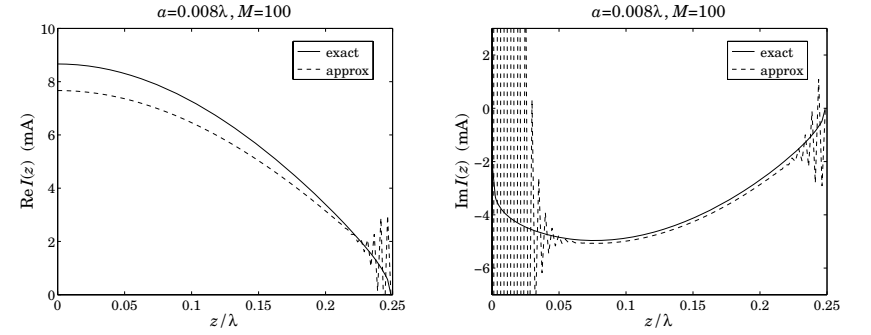 a=0.008λ, M=100
10
8
6
4
2
0
Re I(z) (mA)
exact
approx
0
0.05
0.1
0.15
0.2
0.25
z/λ
a=0.008λ, M=100
2
0
−2
−4
−6
Im I(z) (mA)
exact
approx
0
0.05
0.1
0.15
0.2
0.25
z/λ